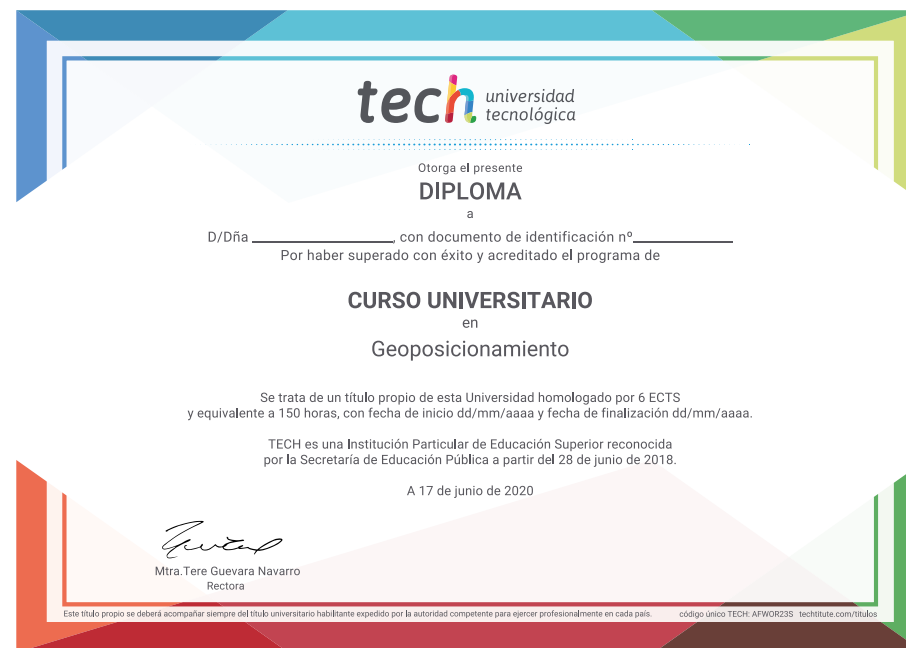 tech universidad
tecnológica
Otorga el presente
DIPLOMA
a
D/Dña ____________________, con documento de identificación nº______________
Por haber superado con éxito y acreditado el programa de
CURSO UNIVERSITARIO
en
Geoposicionamiento
Se trata de un título propio de esta Universidad homologado por 6 ECTS
y equivalente a 150 horas, con fecha de inicio dd/mm/aaaa y fecha de finalización dd/mm/aaaa.
TECH es una Institución Particular de Educación Superior reconocida
por la Secretaría de Educación Pública a partir del 28 de junio de 2018.
A 17 de junio de 2020
Mtra.Tere Guevara Navarro
Rectora
Este título propio se deberá acompañar siempre del título universitario habilitante expedido por la autoridad competente para ejercer profesionalmente en cada país. código único TECH: AFWOR23S techtitute.com/titulos